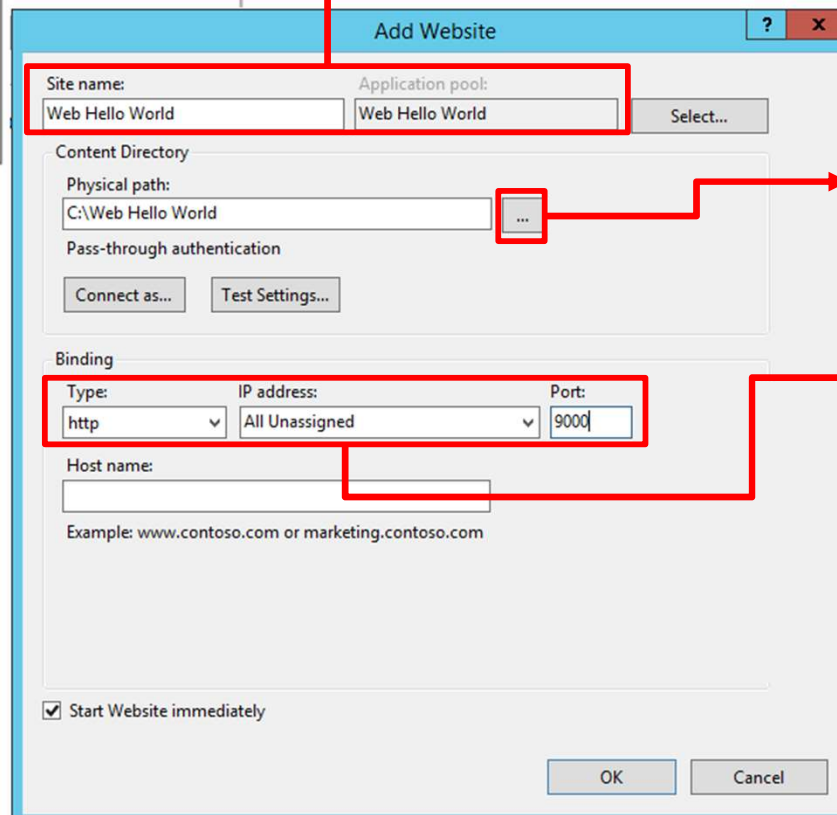 Add Website
?
x
Site name:
Application pool:
Web Hello World
Web Hello World
Select...
Content Directory
Physical path:
C:\Web Hello World
...
Pass-through authentication
Connect as...
Test Settings...
Binding
Type:
IP address:
Port:
http
All Unassigned
9000
Host name:
Example: www.contoso.com or marketing.contoso.com
Start Website immediately
OK
Cancel